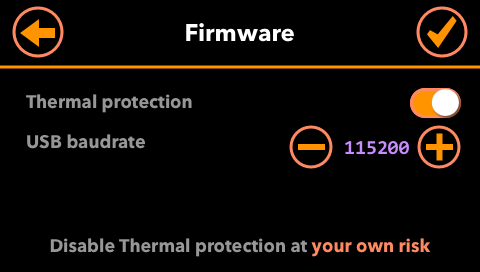 Firmware
Thermal protection
USB baudrate
115200
Disable Thermal protection at your own risk